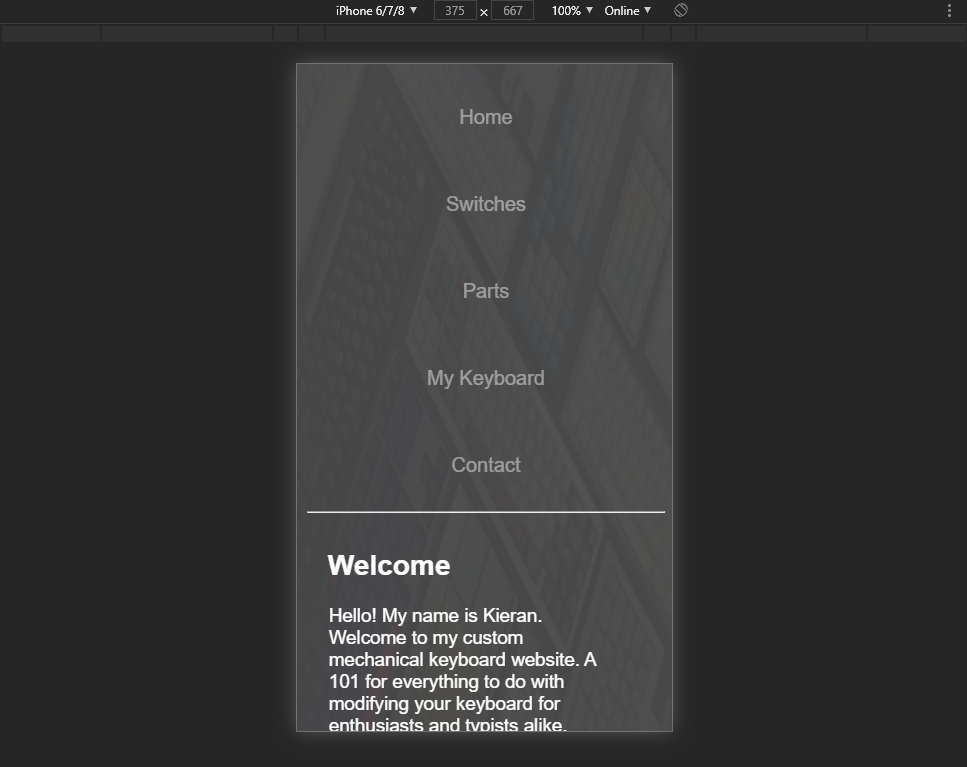 iPhone 6/7/8 ▼ 375 × 667 100% ▼ Online ▼
Home
Switches
Parts
My Keyboard
Contact
Welcome
Hello! My name is Kieran.
Welcome to my custom
mechanical keyboard website. A
101 for everything to do with
modifying your keyboard for
enthusiasts and typists alike.